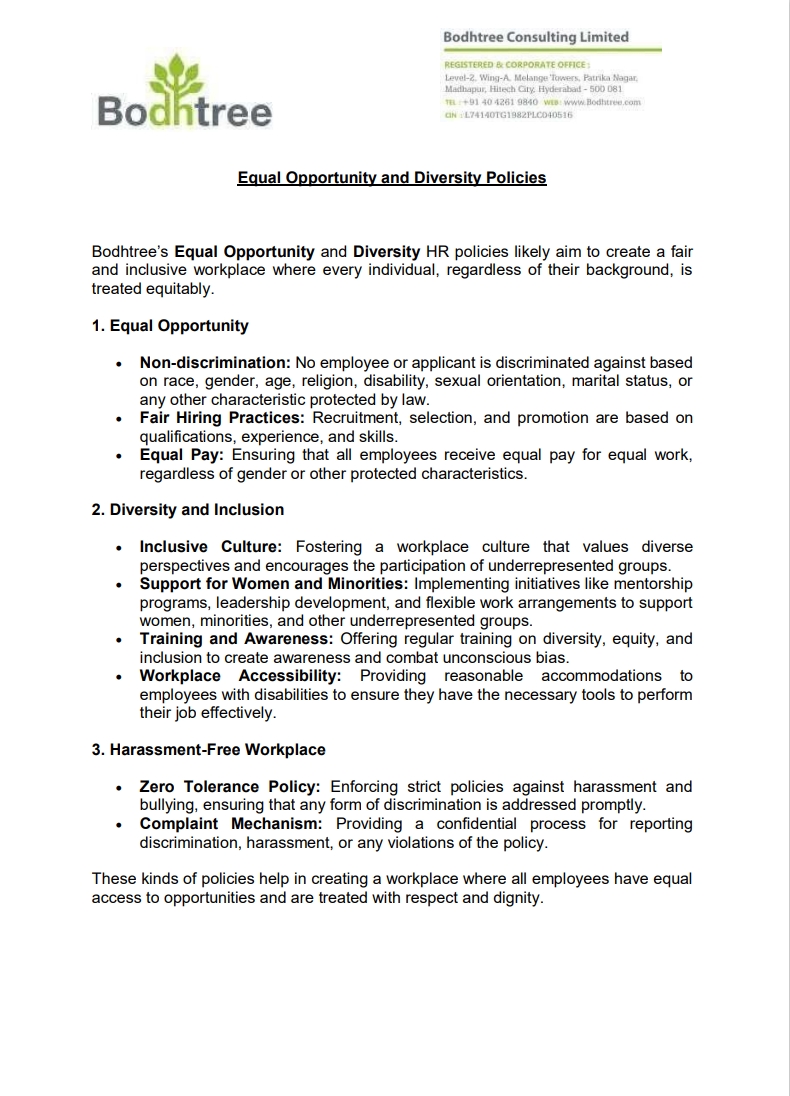 Bodhtree
Bodhtree Consulting Limited
REGISTERED & CORPORATE OFFICE :
Level-2, Wing-A, Melange Towers, Patrika Nagar,
Madhapur, Hitech City, Hyderabad - 500 081
TEL : +91 40 4261 9840 WEB: www.Bodhtree.com
CIN : L74140TG1982PLC040516
Equal Opportunity and Diversity Policies
Bodhtree’s Equal Opportunity and Diversity HR policies likely aim to create a fair
and inclusive workplace where every individual, regardless of their background, is
treated equitably.
1. Equal Opportunity
• Non-discrimination: No employee or applicant is discriminated against based
on race, gender, age, religion, disability, sexual orientation, marital status, or
any other characteristic protected by law.
• Fair Hiring Practices: Recruitment, selection, and promotion are based on
qualifications, experience, and skills.
• Equal Pay: Ensuring that all employees receive equal pay for equal work,
regardless of gender or other protected characteristics.
2. Diversity and Inclusion
• Inclusive Culture: Fostering a workplace culture that values diverse
perspectives and encourages the participation of underrepresented groups.
• Support for Women and Minorities: Implementing initiatives like mentorship
programs, leadership development, and flexible work arrangements to support
women, minorities, and other underrepresented groups.
• Training and Awareness: Offering regular training on diversity, equity, and
inclusion to create awareness and combat unconscious bias.
• Workplace Accessibility: Providing reasonable accommodations to
employees with disabilities to ensure they have the necessary tools to perform
their job effectively.
3. Harassment-Free Workplace
• Zero Tolerance Policy: Enforcing strict policies against harassment and
bullying, ensuring that any form of discrimination is addressed promptly.
• Complaint Mechanism: Providing a confidential process for reporting
discrimination, harassment, or any violations of the policy.
These kinds of policies help in creating a workplace where all employees have equal
access to opportunities and are treated with respect and dignity.